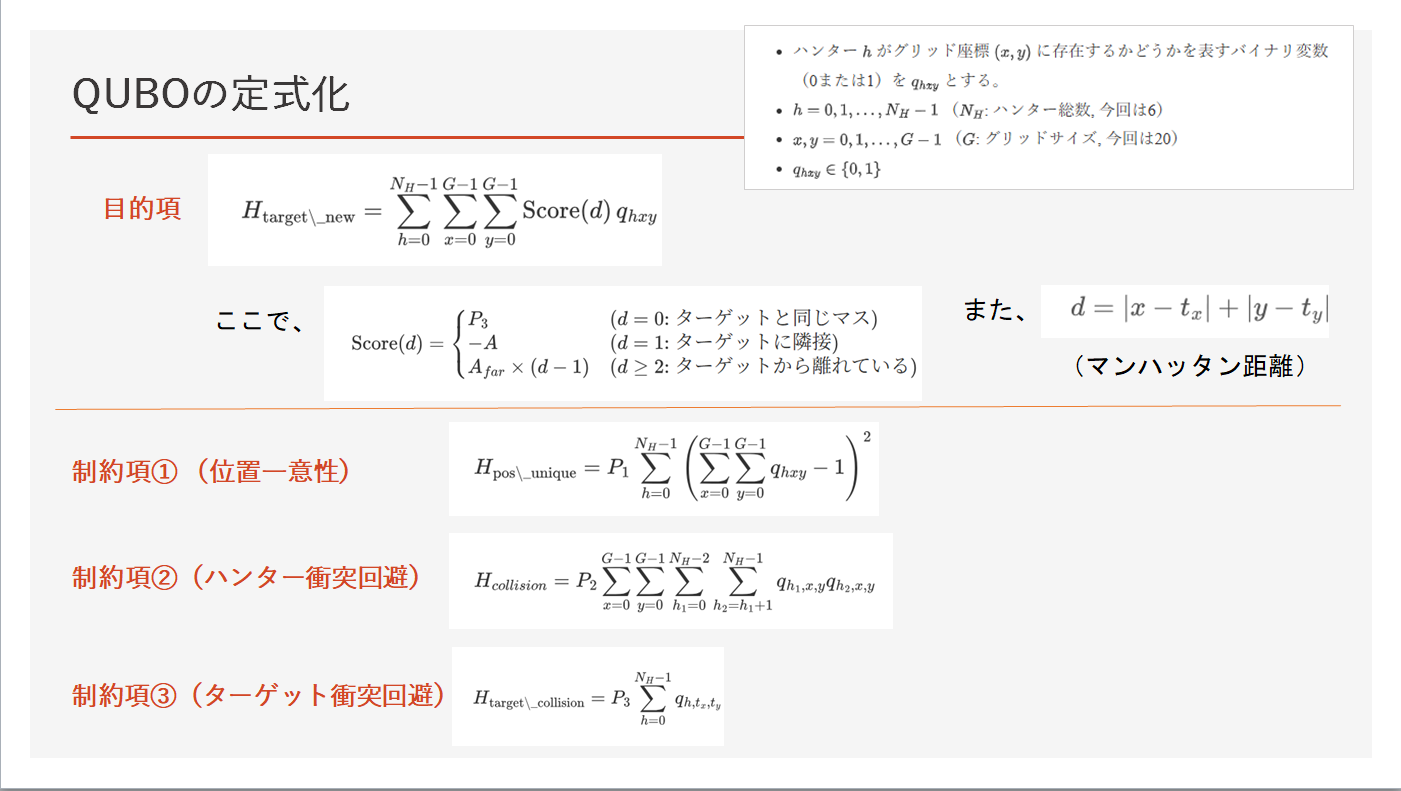 QUBOの定式化
• ハンター h がグリッド座標 (x, y) に存在するかどうかを表すバイナリ変数
（0または1）を q_{hxy} とする。
• h = 0, 1, . . . , N_H − 1 （N_H: ハンター総数, 今回は6）
• x, y = 0, 1, . . . , G − 1 （G: グリッドサイズ, 今回は20）
• q_{hxy} ∈ {0, 1}
目的項
H_{target\_new} = \sum_{h=0}^{N_H−1} \sum_{x=0}^{G−1} \sum_{y=0}^{G−1} Score(d) q_{hxy}
ここで、
Score(d) = {
P_3 (d = 0: ターゲットと同じマス)
−A (d = 1: ターゲットに隣接)
A_{far} × (d − 1) (d ≥ 2: ターゲットから離れている)
また、
d = |x − t_x| + |y − t_y|
（マンハッタン距離）
制約項①（位置一意性）
H_{pos\_unique} = P_1 \sum_{h=0}^{N_H−1} ( \sum_{x=0}^{G−1} \sum_{y=0}^{G−1} q_{hxy} − 1 )^2
制約項②（ハンター衝突回避）
H_{collision} = P_2 \sum_{x=0}^{G−1} \sum_{y=0}^{G−1} \sum_{h_1=0}^{N_H−2} \sum_{h_2=h_1+1}^{N_H−1} q_{h_1,x,y} q_{h_2,x,y}
制約項③（ターゲット衝突回避）
H_{target\_collision} = P_3 \sum_{h=0}^{N_H−1} q_{h,t_x,t_y}